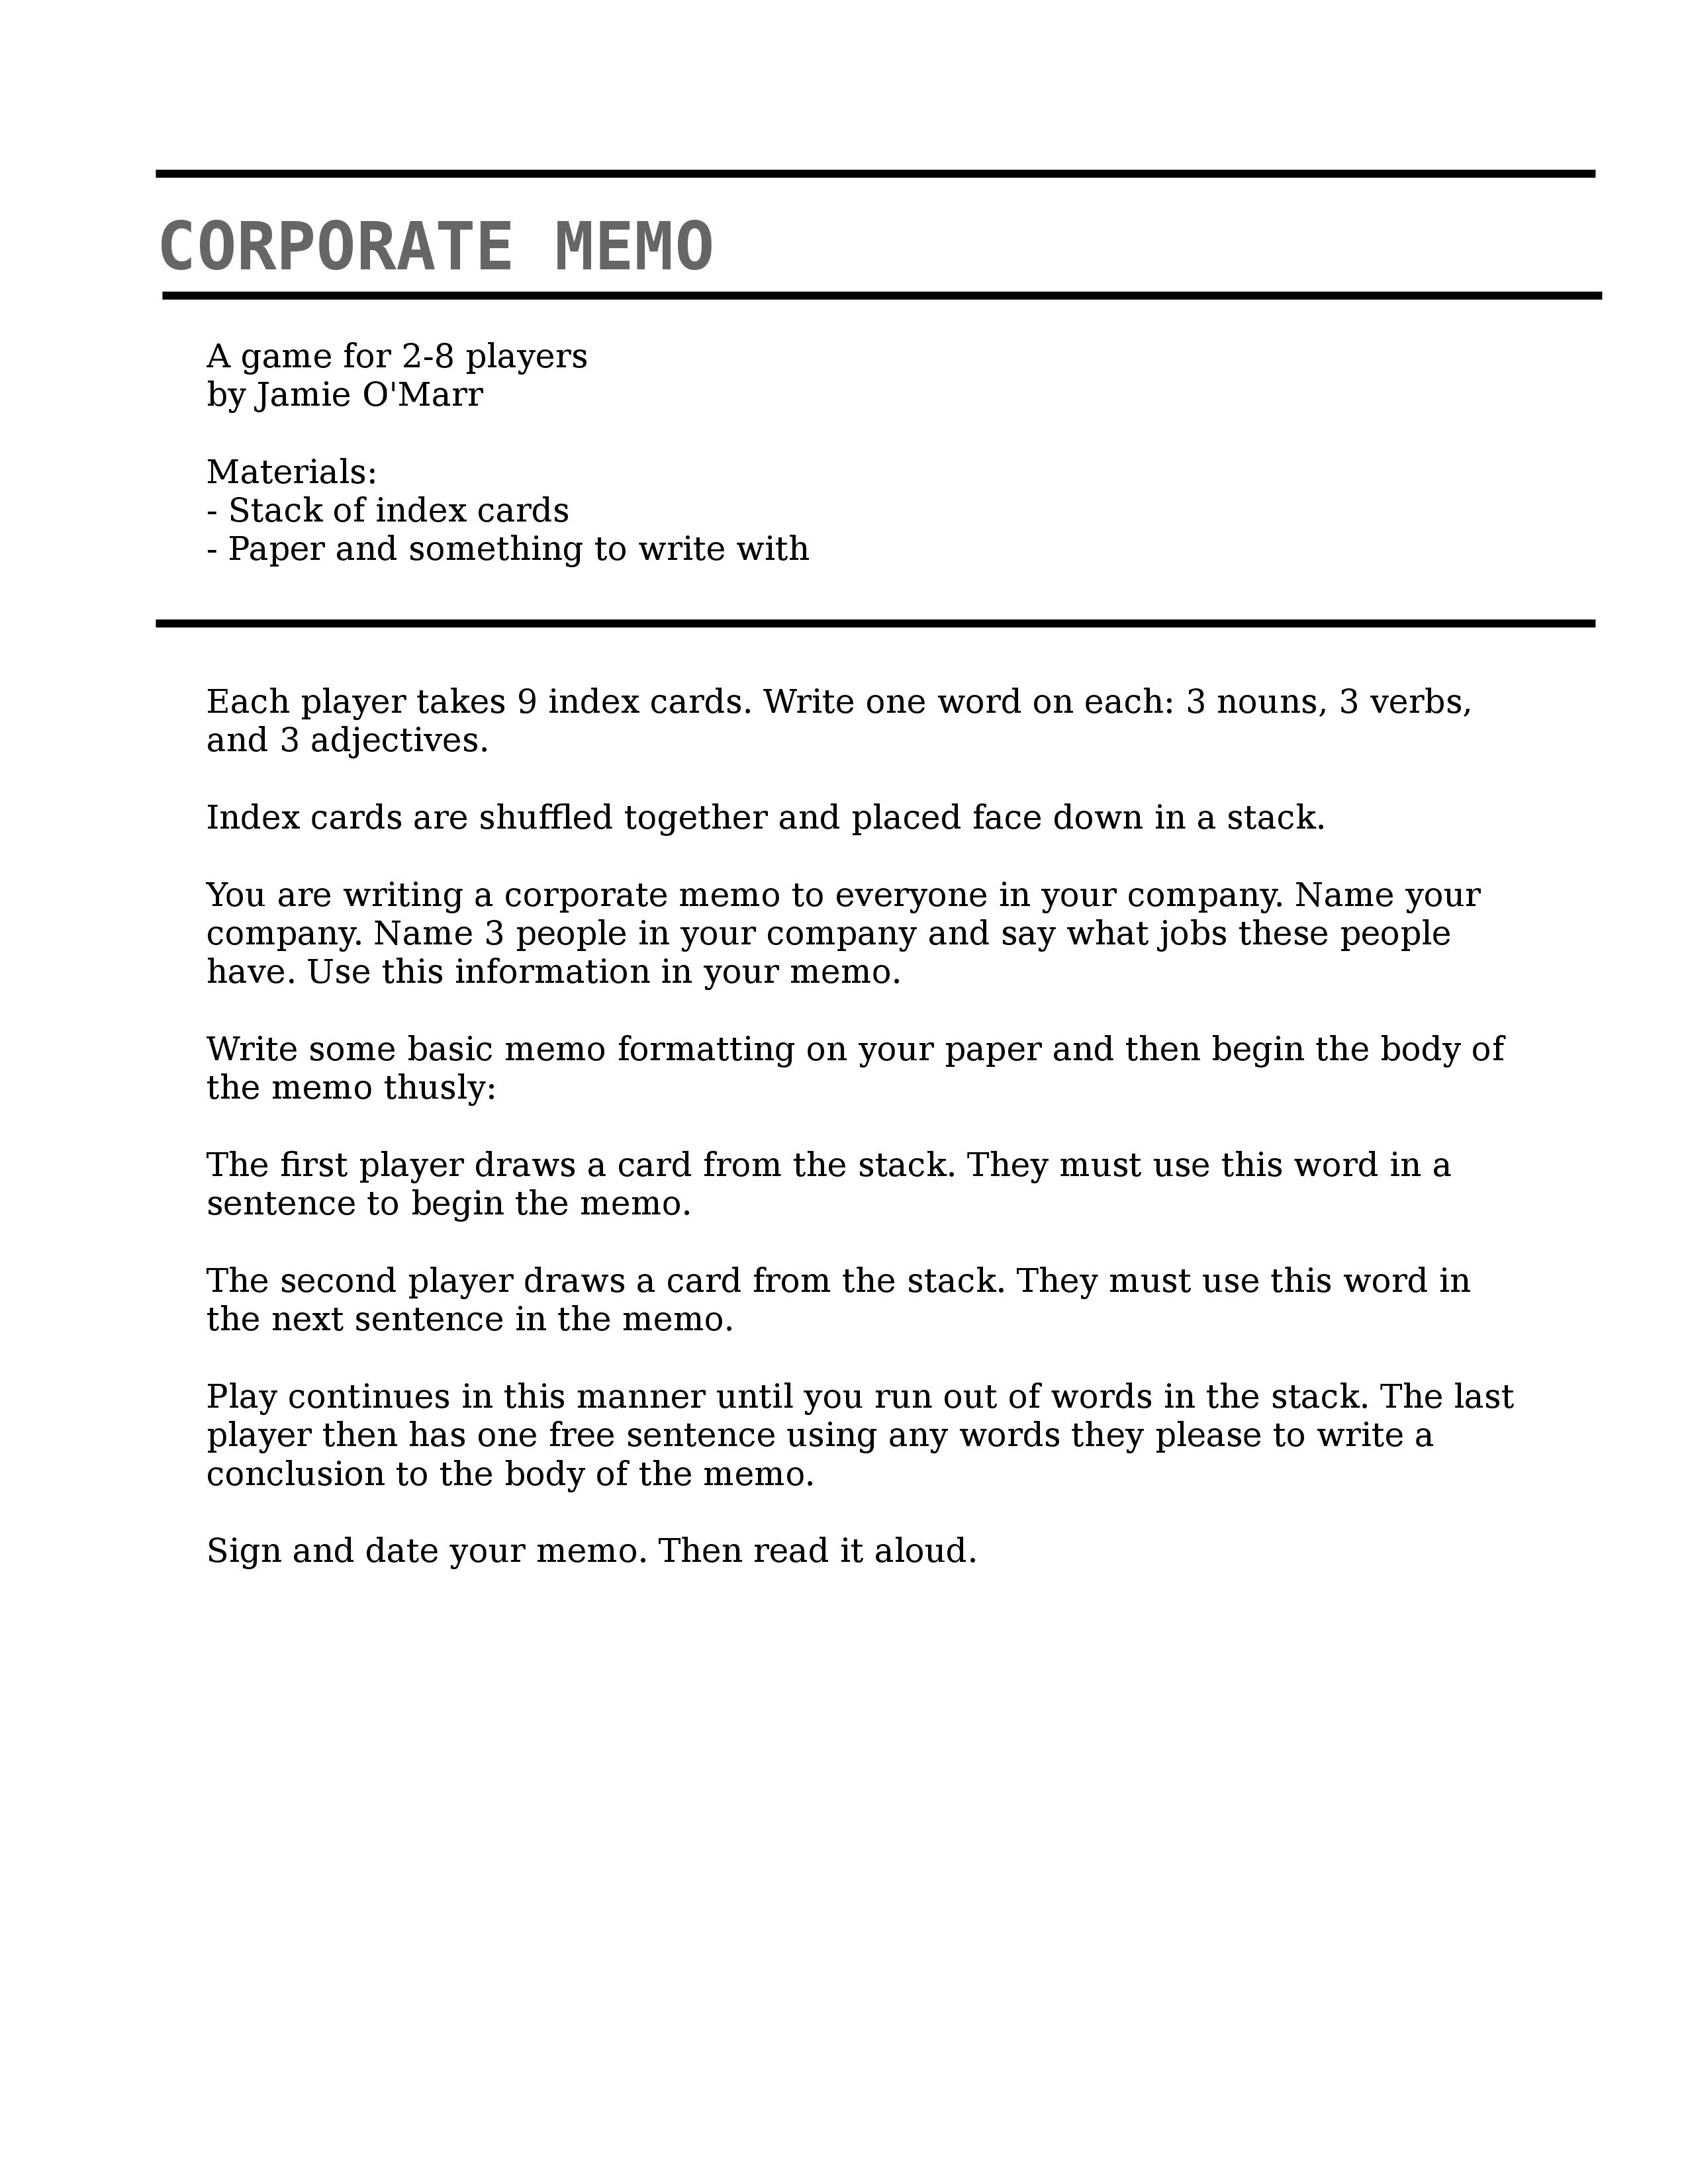 CORPORATE MEMO
A game for 2-8 players
by Jamie O'Marr
Materials:
- Stack of index cards
- Paper and something to write with
Each player takes 9 index cards. Write one word on each: 3 nouns, 3 verbs,
and 3 adjectives.
Index cards are shuffled together and placed face down in a stack.
You are writing a corporate memo to everyone in your company. Name your
company. Name 3 people in your company and say what jobs these people
have. Use this information in your memo.
Write some basic memo formatting on your paper and then begin the body of
the memo thusly:
The first player draws a card from the stack. They must use this word in a
sentence to begin the memo.
The second player draws a card from the stack. They must use this word in
the next sentence in the memo.
Play continues in this manner until you run out of words in the stack. The last
player then has one free sentence using any words they please to write a
conclusion to the body of the memo.
Sign and date your memo. Then read it aloud.